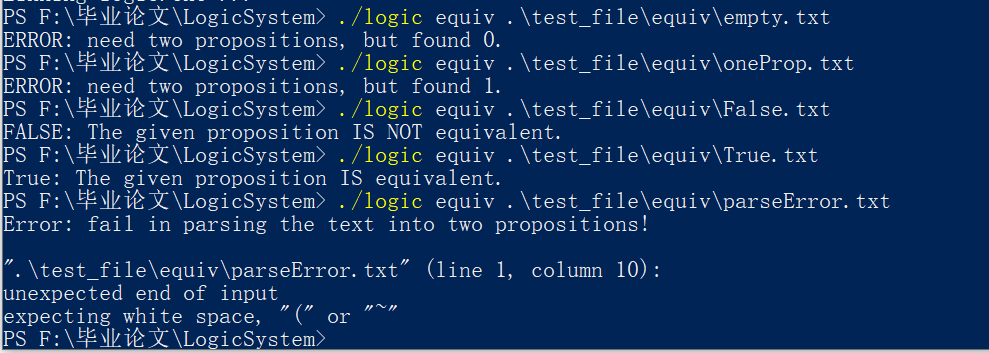 PS F:\毕业论文\LogicSystem> ./logic equiv .\test_file\equiv\empty.txt
ERROR: need two propositions, but found 0.
PS F:\毕业论文\LogicSystem> ./logic equiv .\test_file\equiv\oneProp.txt
ERROR: need two propositions, but found 1.
PS F:\毕业论文\LogicSystem> ./logic equiv .\test_file\equiv\False.txt
FALSE: The given proposition IS NOT equivalent.
PS F:\毕业论文\LogicSystem> ./logic equiv .\test_file\equiv\True.txt
True: The given proposition IS equivalent.
PS F:\毕业论文\LogicSystem> ./logic equiv .\test_file\equiv\parseError.txt
Error: fail in parsing the text into two propositions!
".\test_file\equiv\parseError.txt" (line 1, column 10):
unexpected end of input
expecting white space, "(" or "~"
PS F:\毕业论文\LogicSystem>